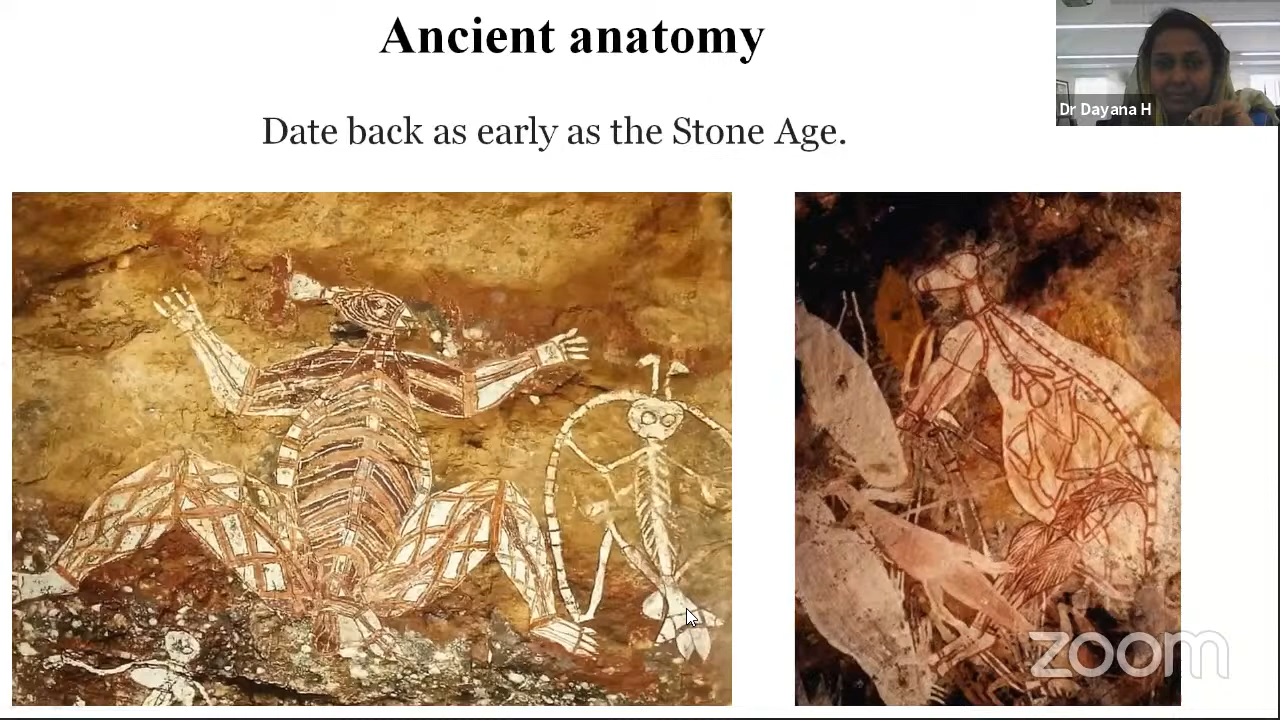 Ancient anatomy
Dr Dayana H
Date back as early as the Stone Age.
zoom